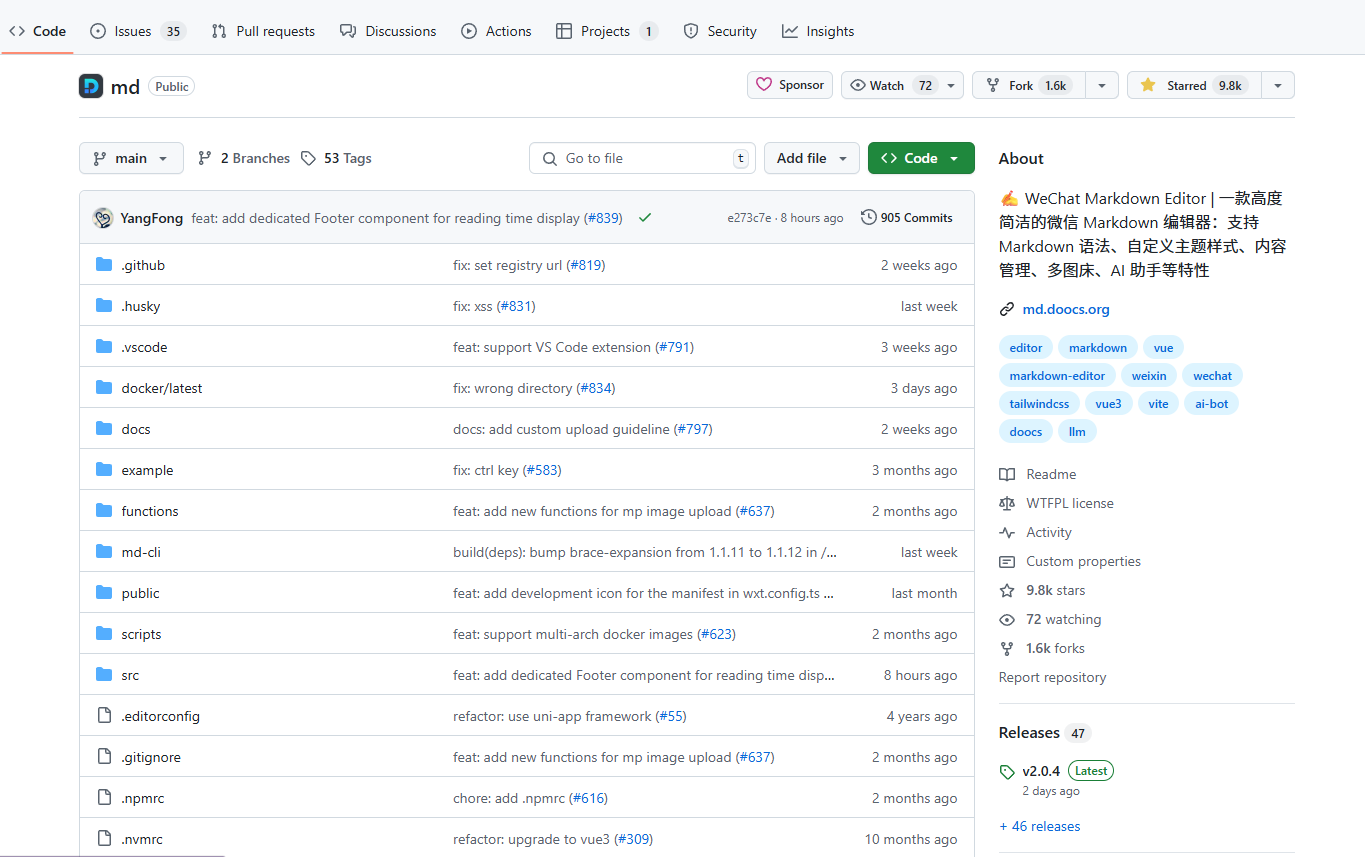 Code Issues 35 Pull requests Discussions Actions Projects 1 Security Insights
md Public Sponsor Watch 72 Fork 1.6k Starred 9.8k
main 2 Branches 53 Tags Go to file t Add file Code
YangFong feat: add dedicated Footer component for reading time display (#839) e273c7e · 8 hours ago 905 Commits
.github fix: set registry url (#819) 2 weeks ago
.husky fix: xss (#831) last week
.vscode feat: support VS Code extension (#791) 3 weeks ago
docker/latest fix: wrong directory (#834) 3 days ago
docs docs: add custom upload guideline (#797) 2 weeks ago
example fix: ctrl key (#583) 3 months ago
functions feat: add new functions for mp image upload (#637) 2 months ago
md-cli build(deps): bump brace-expansion from 1.1.11 to 1.1.12 in /... last week
public feat: add development icon for the manifest in wxt.config.ts ... last month
scripts feat: support multi-arch docker images (#623) 2 months ago
src feat: add dedicated Footer component for reading time disp... 8 hours ago
.editorconfig refactor: use uni-app framework (#55) 4 years ago
.gitignore feat: add new functions for mp image upload (#637) 2 months ago
.npmrc chore: add .npmrc (#616) 2 months ago
.nvmrc refactor: upgrade to vue3 (#309) 10 months ago
About
✍ WeChat Markdown Editor | 一款高度
简洁的微信 Markdown 编辑器：支持
Markdown 语法、自定义主题样式、内容
管理、多图床、AI 助手等特性
md.doocs.org
editor markdown vue
markdown-editor weixin wechat
tailwindcss vue3 vite ai-bot
doocs llm
Readme
WTFPL license
Activity
Custom properties
9.8k stars
72 watching
1.6k forks
Report repository
Releases 47
v2.0.4 Latest
2 days ago
+ 46 releases